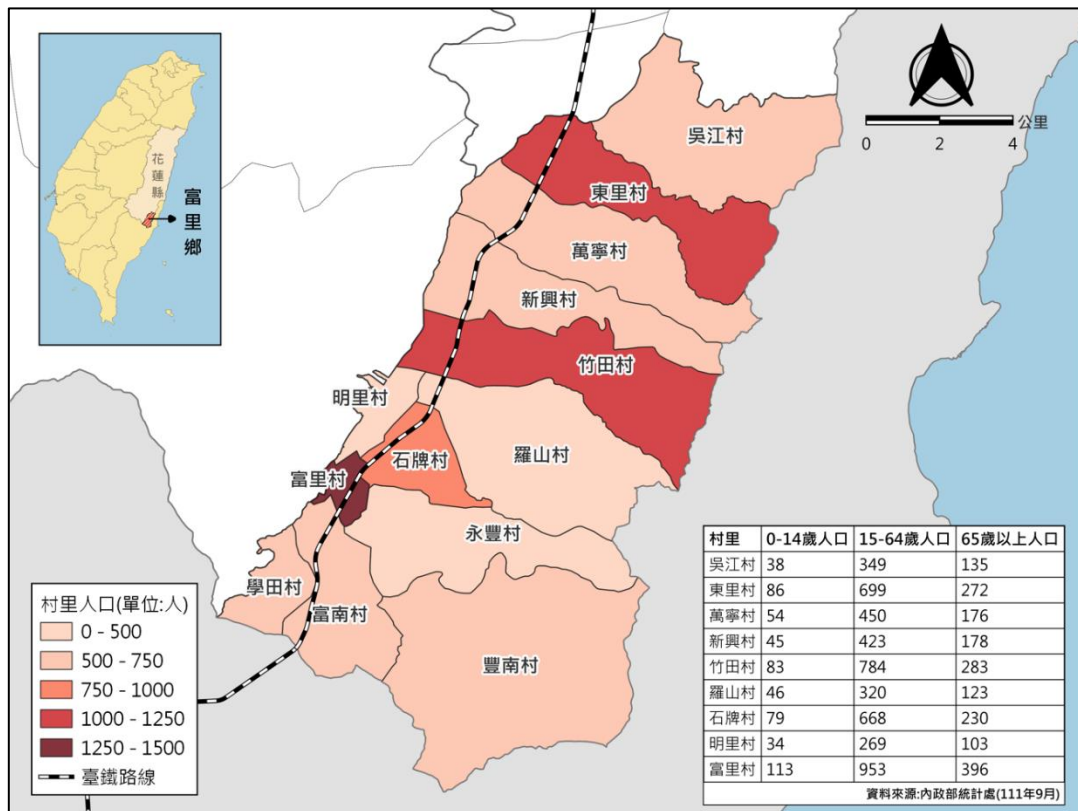 花蓮縣
富里鄉
公里
0 2 4
吳江村
東里村
萬寧村
新興村
竹田村
明里村
羅山村
石牌村
富里村
永豐村
學田村
富南村
豐南村
村里人口(單位:人)
0 - 500
500 - 750
750 - 1000
1000 - 1250
1250 - 1500
臺鐵路線
村里 0-14歲人口 15-64歲人口 65歲以上人口
吳江村 38 349 135
東里村 86 699 272
萬寧村 54 450 176
新興村 45 423 178
竹田村 83 784 283
羅山村 46 320 123
石牌村 79 668 230
明里村 34 269 103
富里村 113 953 396
資料來源:內政部統計處(111年9月)